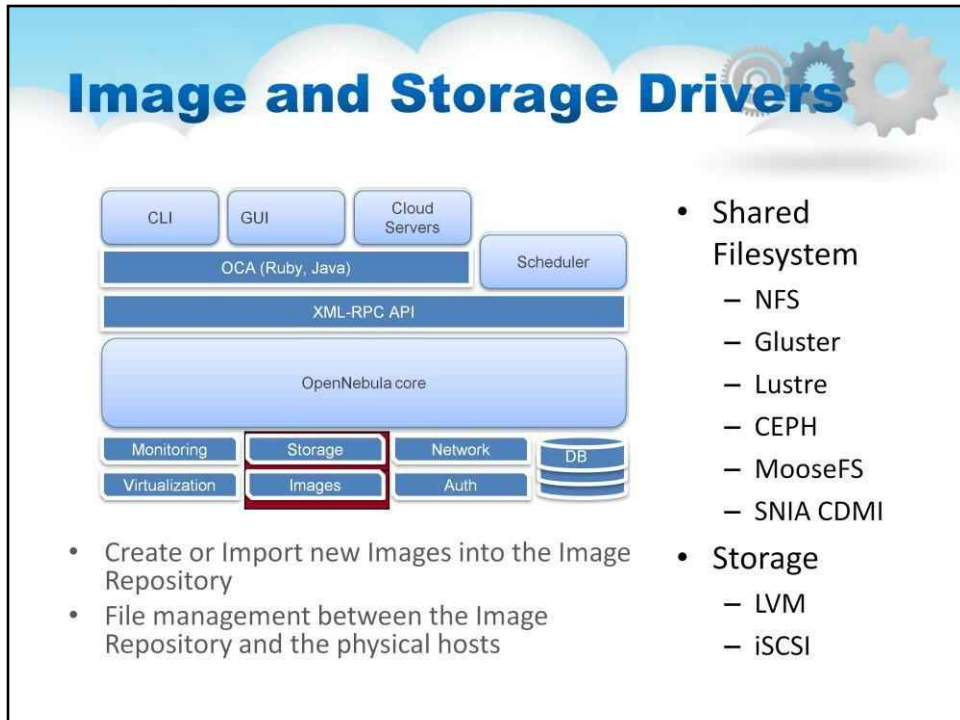 Image and Storage Drivers
CLI
GUI
Cloud
Servers
OCA (Ruby, Java)
Scheduler
XML-RPC API
OpenNebula core
Monitoring
Storage
Network
DB
Virtualization
Images
Auth
• Create or Import new Images into the Image
Repository
• File management between the Image
Repository and the physical hosts
• Shared
Filesystem
– NFS
– Gluster
– Lustre
– CEPH
– MooseFS
– SNIA CDMI
• Storage
– LVM
– iSCSI